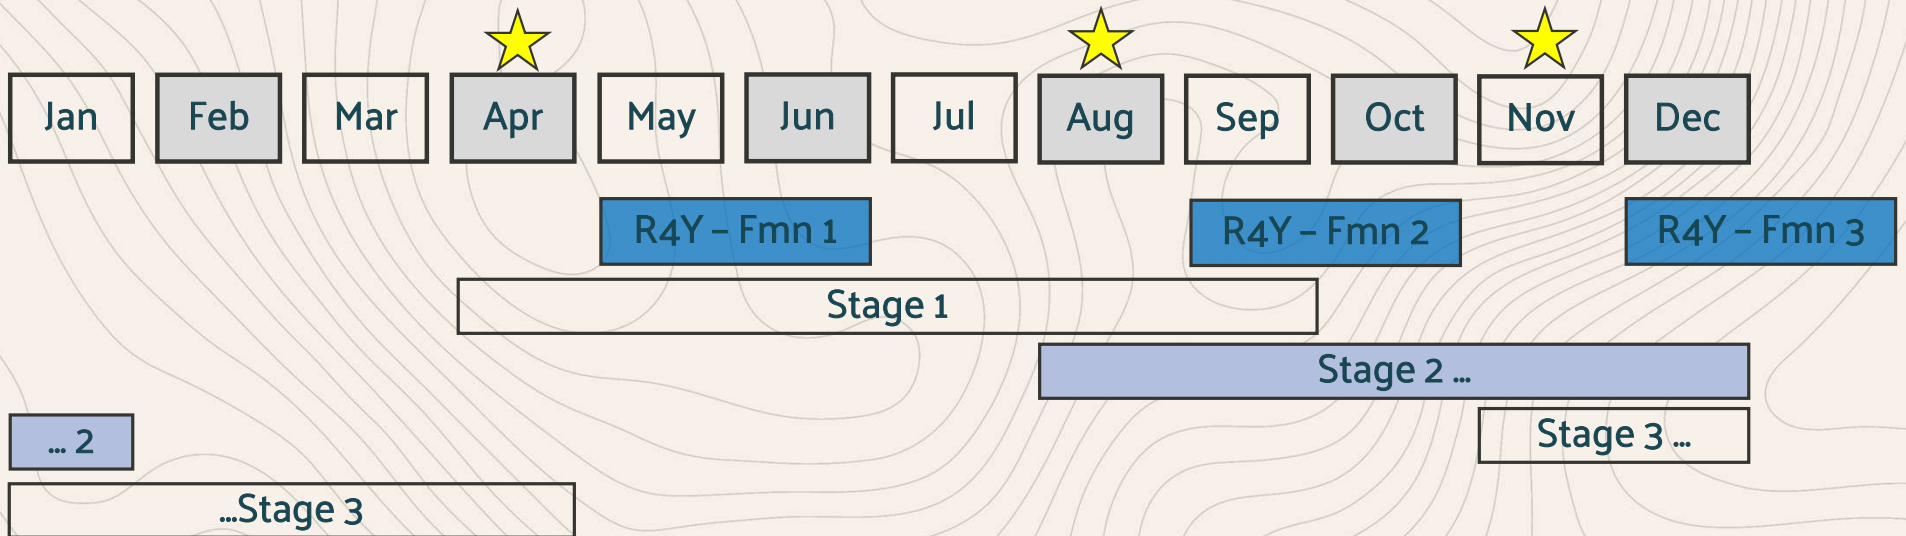 Jan Feb Mar Apr May Jun Jul Aug Sep Oct Nov Dec
R4Y – Fmn 1 R4Y – Fmn 2 R4Y – Fmn 3
Stage 1
Stage 2 ...
... 2 Stage 3 ...
...Stage 3